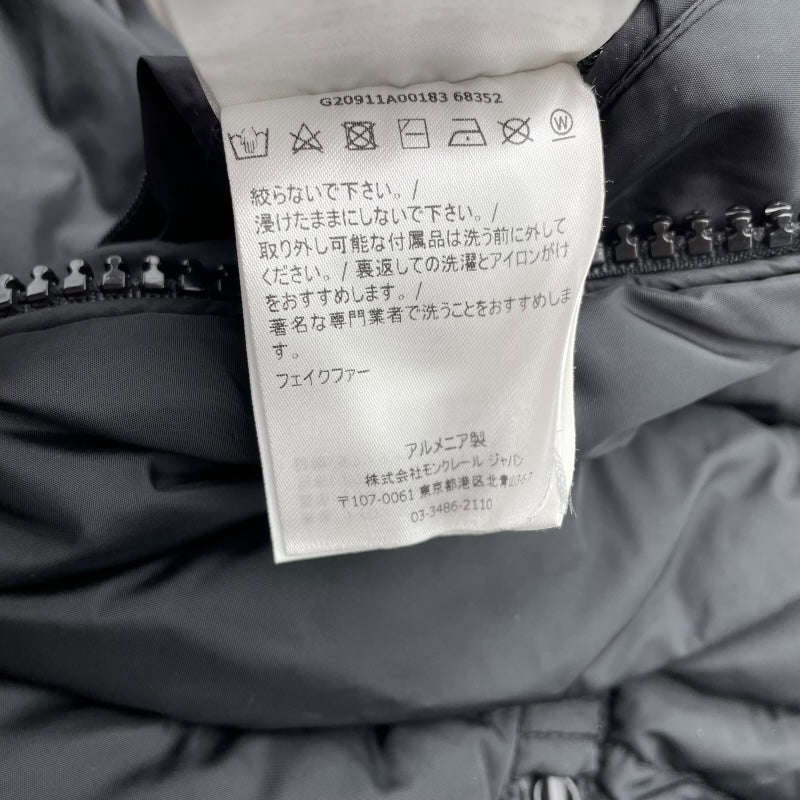 G20911A00183 68352
W
絞らないで下さい。/
浸けたままにしないで下さい。/
取り外し可能な付属品は洗う前に外して
ください。/ 裏返しての洗濯とアイロンがけ
をおすすめします。/
著名な専門業者で洗うことをおすすめしま
す。
フェイクファー
アルメニア製
株式会社モンクレール ジャパン
〒107-0061 東京都港区北青山3-6-7
03-3486-2110